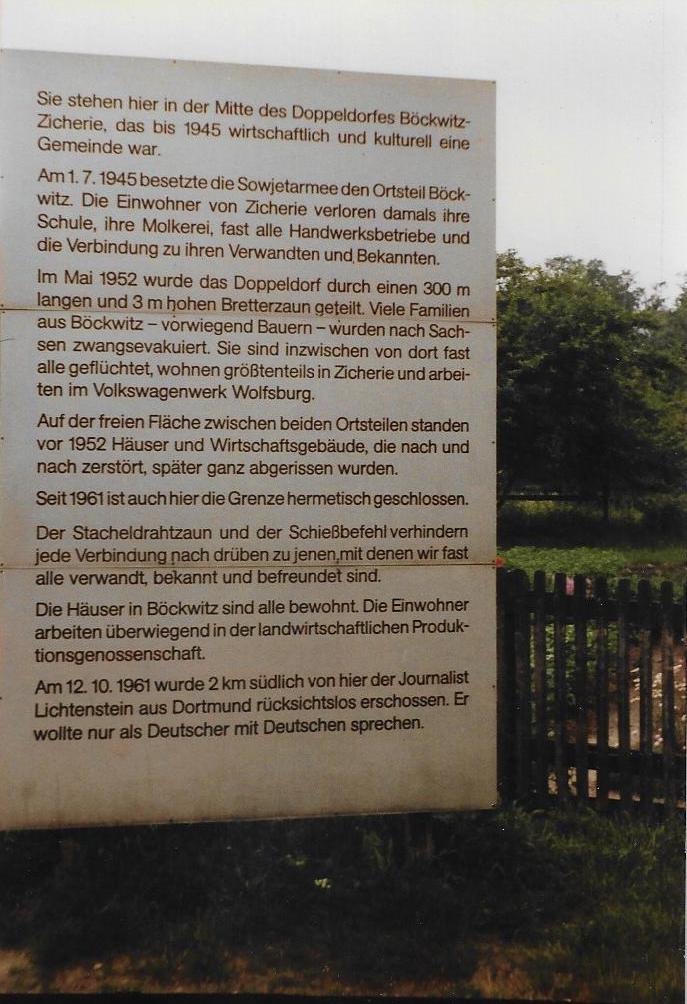 Sie stehen hier in der Mitte des Doppeldorfes Böckwitz-
Zicherie, das bis 1945 wirtschaftlich und kulturell eine
Gemeinde war.
Am 1. 7. 1945 besetzte die Sowjetarmee den Ortsteil Böck-
witz. Die Einwohner von Zicherie verloren damals ihre
Schule, ihre Molkerei, fast alle Handwerksbetriebe und
die Verbindung zu ihren Verwandten und Bekannten.
Im Mai 1952 wurde das Doppeldorf durch einen 300 m
langen und 3 m hohen Bretterzaun geteilt. Viele Familien
aus Böckwitz – vorwiegend Bauern – wurden nach Sach-
sen zwangsevakuiert. Sie sind inzwischen von dort fast
alle geflüchtet, wohnen größtenteils in Zicherie und arbei-
ten im Volkswagenwerk Wolfsburg.
Auf der freien Fläche zwischen beiden Ortsteilen standen
vor 1952 Häuser und Wirtschaftsgebäude, die nach und
nach zerstört, später ganz abgerissen wurden.
Seit 1961 ist auch hier die Grenze hermetisch geschlossen.
Der Stacheldrahtzaun und der Schießbefehl verhindern
jede Verbindung nach drüben zu jenen, mit denen wir fast
alle verwandt, bekannt und befreundet sind.
Die Häuser in Böckwitz sind alle bewohnt. Die Einwohner
arbeiten überwiegend in der landwirtschaftlichen Produk-
tionsgenossenschaft.
Am 12. 10. 1961 wurde 2 km südlich von hier der Journalist
Lichtenstein aus Dortmund rücksichtslos erschossen. Er
wollte nur als Deutscher mit Deutschen sprechen.